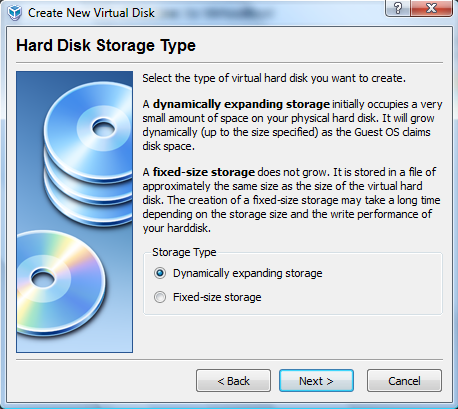 Create New Virtual Disk
Hard Disk Storage Type
Select the type of virtual hard disk you want to create.
A dynamically expanding storage initially occupies a very
small amount of space on your physical hard disk. It will grow
dynamically (up to the size specified) as the Guest OS claims
disk space.
A fixed-size storage does not grow. It is stored in a file of
approximately the same size as the size of the virtual hard
disk. The creation of a fixed-size storage may take a long time
depending on the storage size and the write performance of
your harddisk.
Storage Type
Dynamically expanding storage
Fixed-size storage
< Back
Next >
Cancel